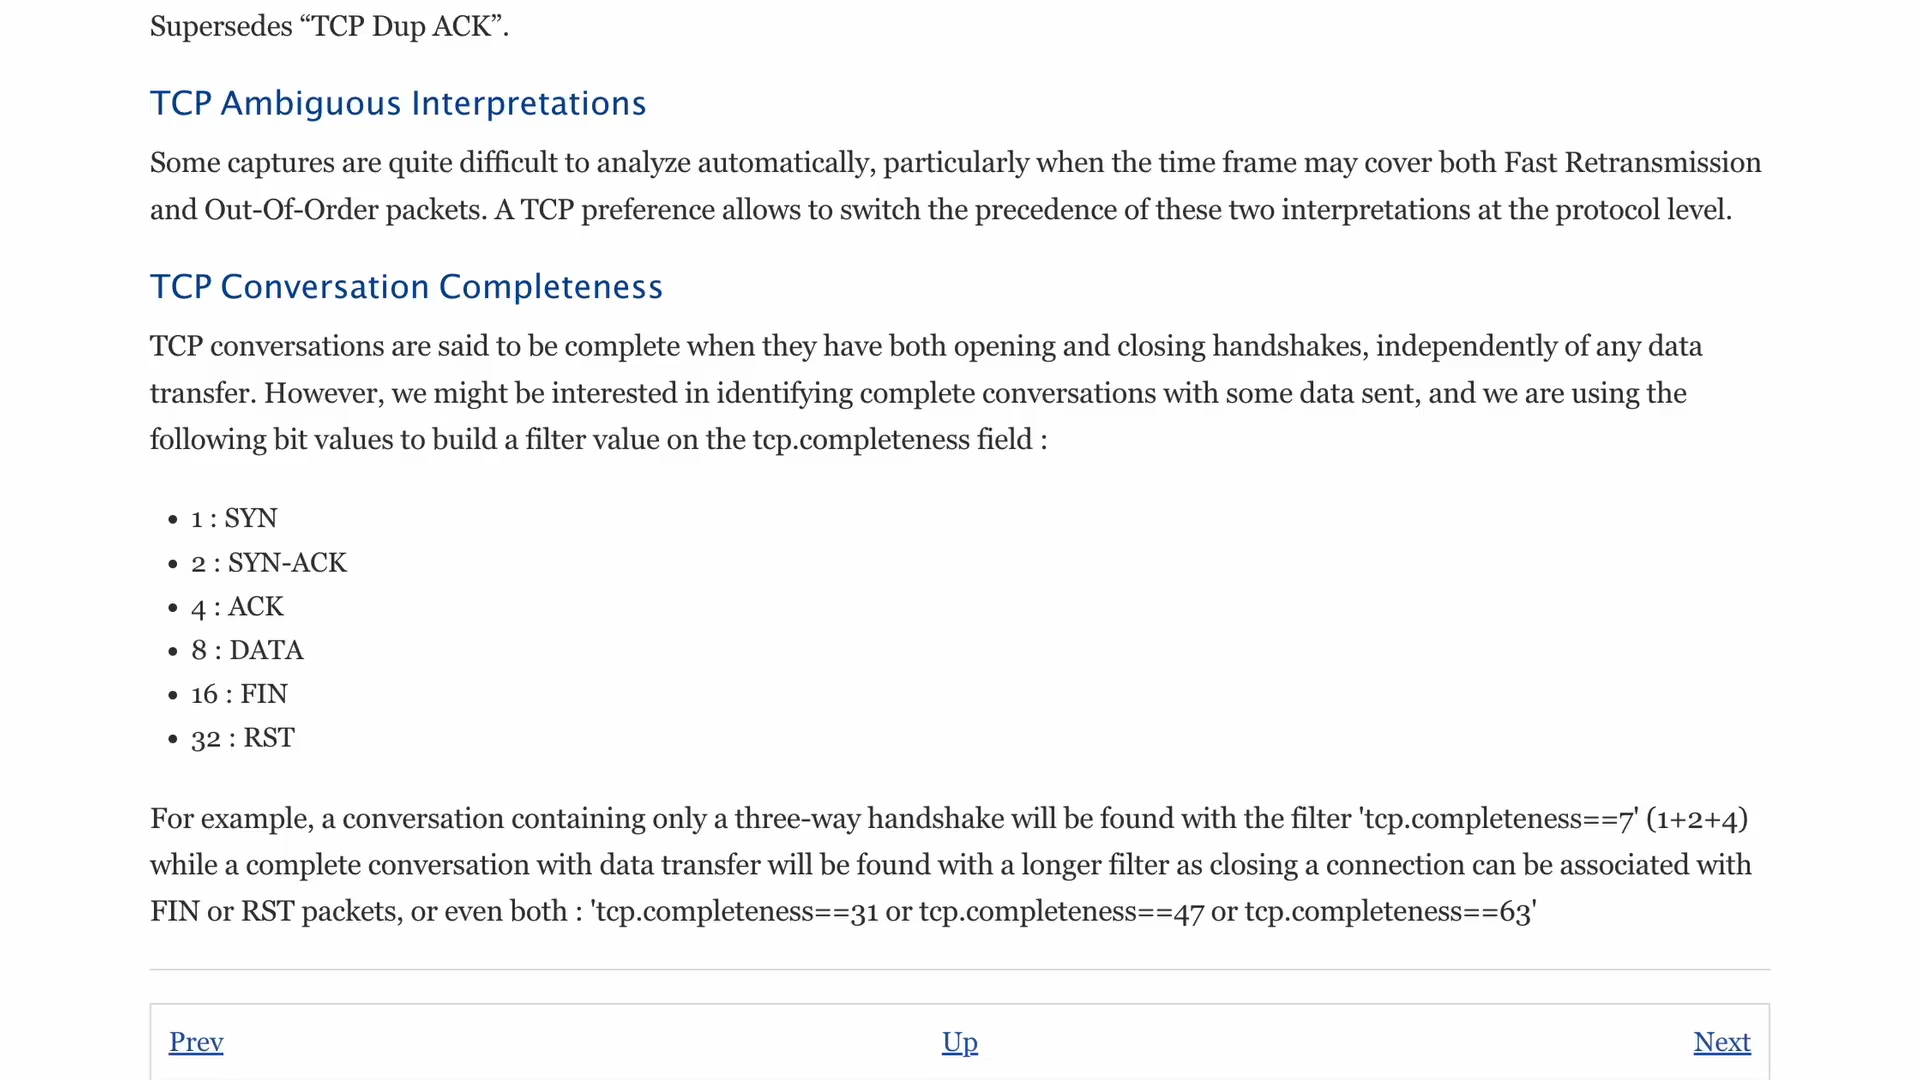 Supersedes “TCP Dup ACK”.
TCP Ambiguous Interpretations
Some captures are quite difficult to analyze automatically, particularly when the time frame may cover both Fast Retransmission
and Out-Of-Order packets. A TCP preference allows to switch the precedence of these two interpretations at the protocol level.
TCP Conversation Completeness
TCP conversations are said to be complete when they have both opening and closing handshakes, independently of any data
transfer. However, we might be interested in identifying complete conversations with some data sent, and we are using the
following bit values to build a filter value on the tcp.completeness field :
• 1 : SYN
• 2 : SYN-ACK
• 4 : ACK
• 8 : DATA
• 16 : FIN
• 32 : RST
For example, a conversation containing only a three-way handshake will be found with the filter 'tcp.completeness==7' (1+2+4)
while a complete conversation with data transfer will be found with a longer filter as closing a connection can be associated with
FIN or RST packets, or even both : 'tcp.completeness==31 or tcp.completeness==47 or tcp.completeness==63'
Prev Up Next